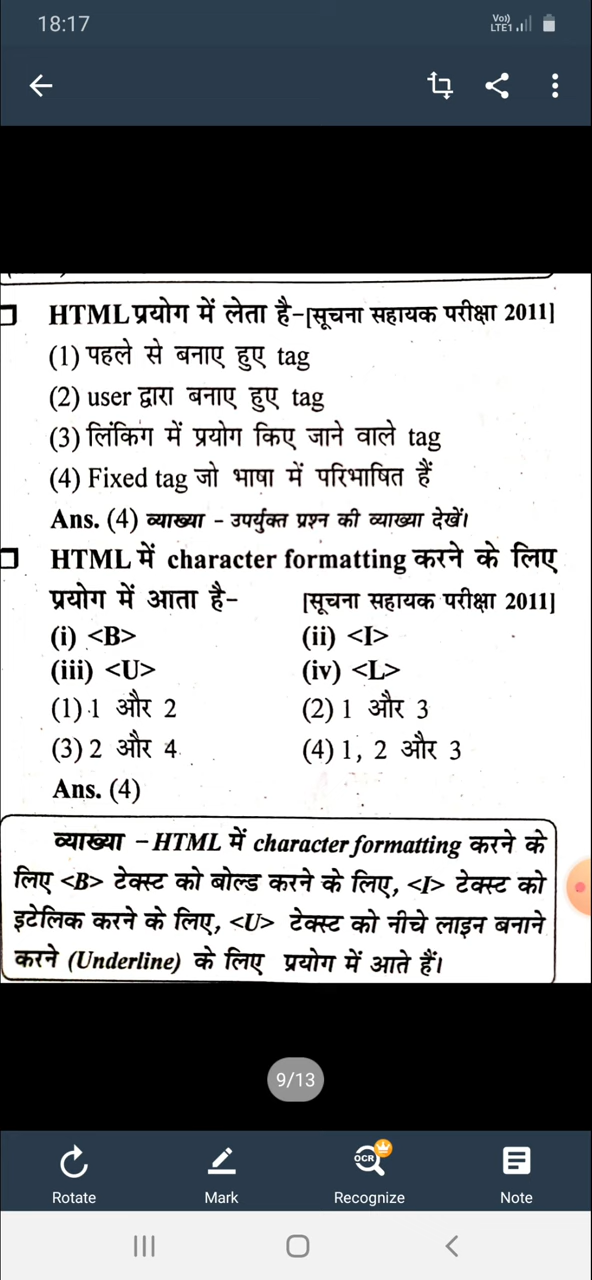 18:17
Vo))
LTE1
HTML प्रयोग में लेता है-[सूचना सहायक परीक्षा 2011]
(1) पहले से बनाए हुए tag
(2) user द्वारा बनाए हुए tag
(3) लिंकिंग में प्रयोग किए जाने वाले tag
(4) Fixed tag जो भाषा में परिभाषित हैं
Ans. (4) व्याख्या - उपर्युक्त प्रश्न की व्याख्या देखें।
HTML में character formatting करने के लिए
प्रयोग में आता है- [सूचना सहायक परीक्षा 2011]
(i) <B> (ii) <I>
(iii) <U> (iv) <L>
(1) 1 और 2 (2) 1 और 3
(3) 2 और 4 (4) 1, 2 और 3
Ans. (4)
व्याख्या - HTML में character formatting करने के
लिए <B> टेक्स्ट को बोल्ड करने के लिए, <I> टेक्स्ट को
इटेलिक करने के लिए, <U> टेक्स्ट को नीचे लाइन बनाने
करने (Underline) के लिए प्रयोग में आते हैं।
9/13
OCR
Rotate Mark Recognize Note